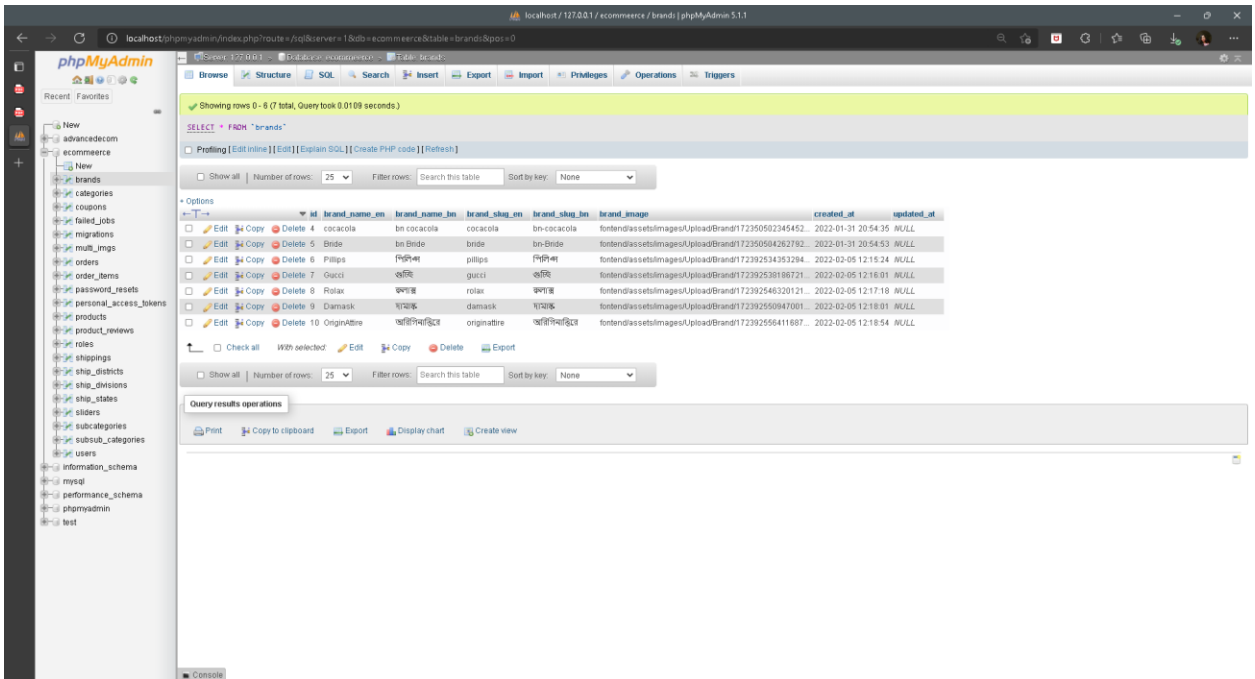 localhost / 127.0.0.1 / ecommeerce / brands | phpMyAdmin 5.1.1
localhost/phpmyadmin/index.php?route=/sql&server=1&db=ecommeerce&table=brands&pos=0
phpMyAdmin
Recent Favorites
New
advancedecom
ecommeerce
New
brands
categories
coupons
failed_jobs
migrations
multi_imgs
orders
order_items
password_resets
personal_access_tokens
products
product_reviews
roles
shippings
ship_districts
ship_divisions
ship_states
sliders
subcategories
subsub_categories
users
information_schema
mysql
performance_schema
phpmyadmin
test
Server: 127.0.0.1 » Database: ecommeerce » Table: brands
Browse Structure SQL Search Insert Export Import Privileges Operations Triggers
Showing rows 0 - 6 (7 total, Query took 0.0109 seconds.)
SELECT * FROM `brands`
Profiling [ Edit inline ] [ Edit ] [ Explain SQL ] [ Create PHP code ] [ Refresh ]
Show all | Number of rows: 25 Filter rows: Search this table Sort by key: None
+ Options
←T→ id brand_name_en brand_name_bn brand_slug_en brand_slug_bn brand_image created_at updated_at
Edit Copy Delete 4 cocacola bn cocacola cocacola bn-cocacola fontend/assets/images/Upload/Brand/172350502345452... 2022-01-31 20:54:35 NULL
Edit Copy Delete 5 Bride bn Bride bride bn-Bride fontend/assets/images/Upload/Brand/172350504262792... 2022-01-31 20:54:53 NULL
Edit Copy Delete 6 Pillips pillips fontend/assets/images/Upload/Brand/172392534353294... 2022-02-05 12:15:24 NULL
Edit Copy Delete 7 Gucci গুচ্চি gucci গুচ্চি fontend/assets/images/Upload/Brand/172392538186721... 2022-02-05 12:16:01 NULL
Edit Copy Delete 8 Rolax rolax fontend/assets/images/Upload/Brand/172392546320121... 2022-02-05 12:17:18 NULL
Edit Copy Delete 9 Damask দামাস্ক damask দামাস্ক fontend/assets/images/Upload/Brand/172392550947001... 2022-02-05 12:18:01 NULL
Edit Copy Delete 10 OriginAttire originattire fontend/assets/images/Upload/Brand/172392556411687... 2022-02-05 12:18:54 NULL
Check all With selected: Edit Copy Delete Export
Show all | Number of rows: 25 Filter rows: Search this table Sort by key: None
Query results operations
Print Copy to clipboard Export Display chart Create view
Console